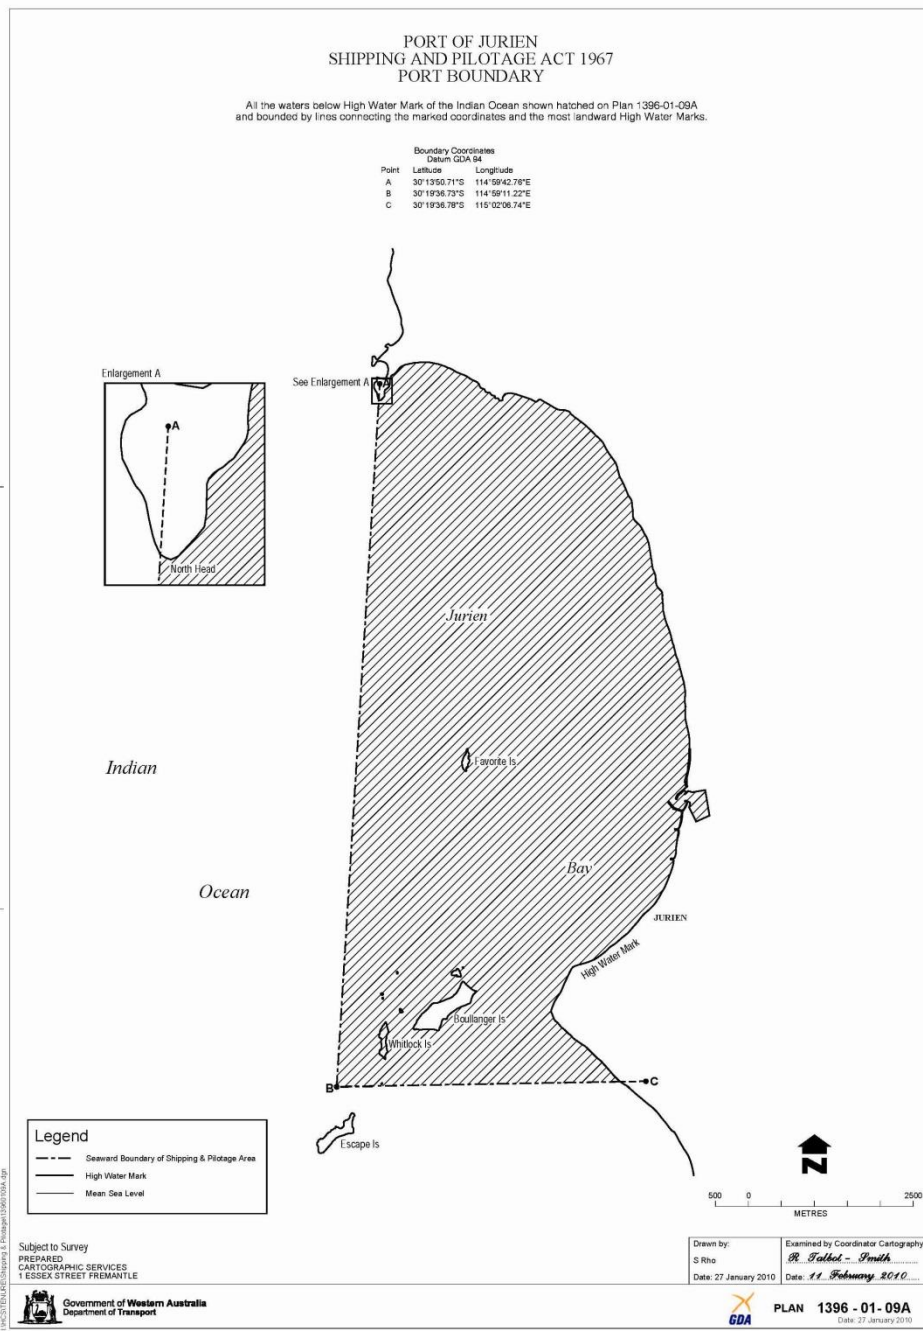 PORT OF JURIEN
SHIPPING AND PILOTAGE ACT 1967
PORT BOUNDARY
All the waters below High Water Mark of the Indian Ocean shown hatched on Plan 1396-01-09A
and bounded by lines connecting the marked coordinates and the most landward High Water Marks.
Boundary Coordinates
Datum GDA 94
Point Latitude Longitude
A 30°13'50.71"S 114°59'42.76"E
B 30°19'36.73"S 114°59'11.22"E
C 30°19'36.78"S 115°02'06.74"E
Enlargement A
See Enlargement A
A
A
North Head
Jurien
Indian
Favorite Is.
Bay
Ocean
JURIEN
High Water Mark
Boullanger Is
Whitlock Is
B
C
Escape Is
Legend
Seaward Boundary of Shipping & Pilotage Area
High Water Mark
Mean Sea Level
N
500 0 2500
METRES
Subject to Survey
PREPARED
CARTOGRAPHIC SERVICES
1 ESSEX STREET FREMANTLE
Drawn by:
S Rho
Date: 27 January 2010
Examined by Coordinator Cartography
R Talbot - Smith
Date: 11 February 2010
Government of Western Australia
Department of Transport
GDA
PLAN 1396 - 01- 09A
Date: 27 January 2010